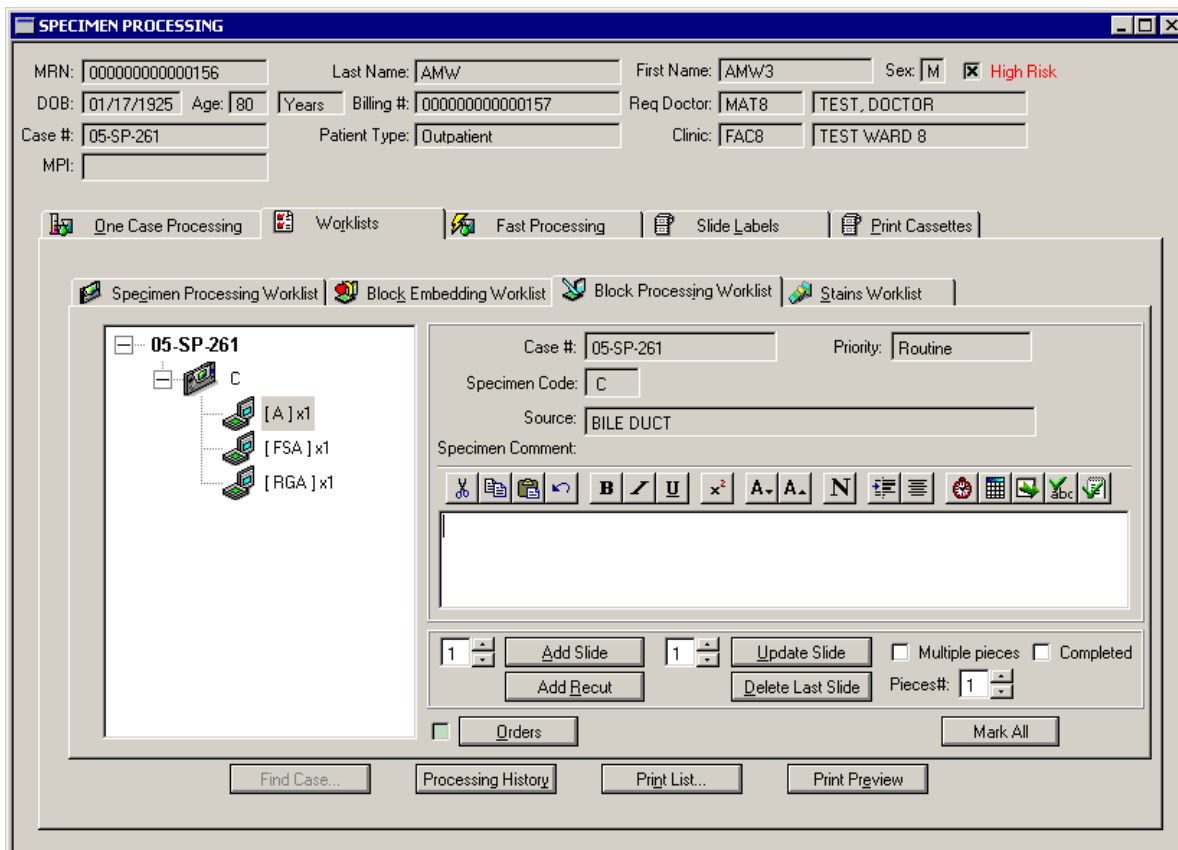 SPECIMEN PROCESSING
MRN: 000000000000156 Last Name: AMW First Name: AMW3 Sex: M High Risk
DOB: 01/17/1925 Age: 80 Years Billing #: 000000000000157 Req Doctor: MAT8 TEST, DOCTOR
Case #: 05-SP-261 Patient Type: Outpatient Clinic: FAC8 TEST WARD 8
MPI:
One Case Processing Worklists Fast Processing Slide Labels Print Cassettes
Specimen Processing Worklist Block Embedding Worklist Block Processing Worklist Stains Worklist
05-SP-261
C
[ A ] x1
[ FSA ] x1
[ RGA ] x1
Case #: 05-SP-261 Priority: Routine
Specimen Code: C
Source: BILE DUCT
Specimen Comment:
B I U x² A A N abc
1 Add Slide 1 Update Slide Multiple pieces Completed
Add Recut Delete Last Slide Pieces#: 1
Orders Mark All
Find Case... Processing History Print List... Print Preview